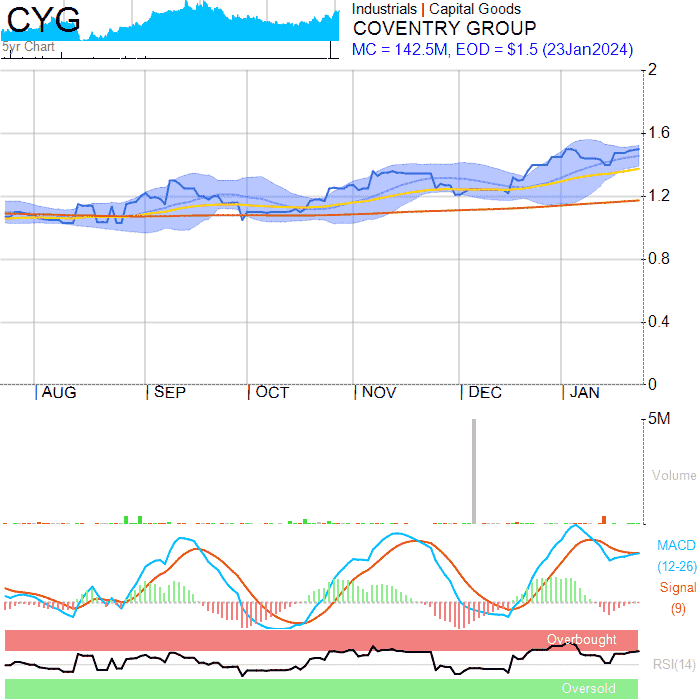 CYG
5yr Chart
Industrials | Capital Goods
COVENTRY GROUP
MC = 142.5M, EOD = $1.5 (23Jan2024)
2
1.6
1.2
0.8
0.4
0
| AUG | SEP | OCT | NOV | DEC | JAN
5M
Volume
MACD
(12-26)
Signal
(9)
Overbought
RSI(14)
Oversold